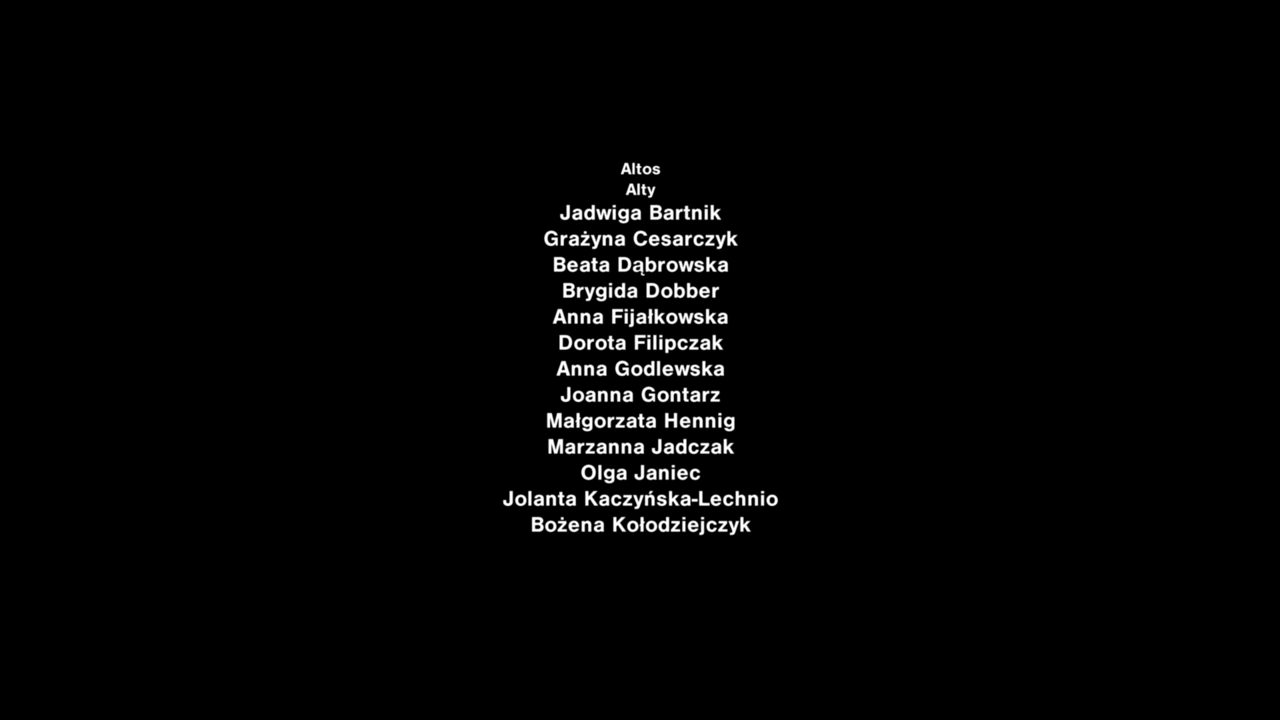 Altos
Alty
Jadwiga Bartnik
Grażyna Cesarczyk
Beata Dąbrowska
Brygida Dobber
Anna Fijałkowska
Dorota Filipczak
Anna Godlewska
Joanna Gontarz
Małgorzata Hennig
Marzanna Jadczak
Olga Janiec
Jolanta Kaczyńska-Lechnio
Bożena Kołodziejczyk